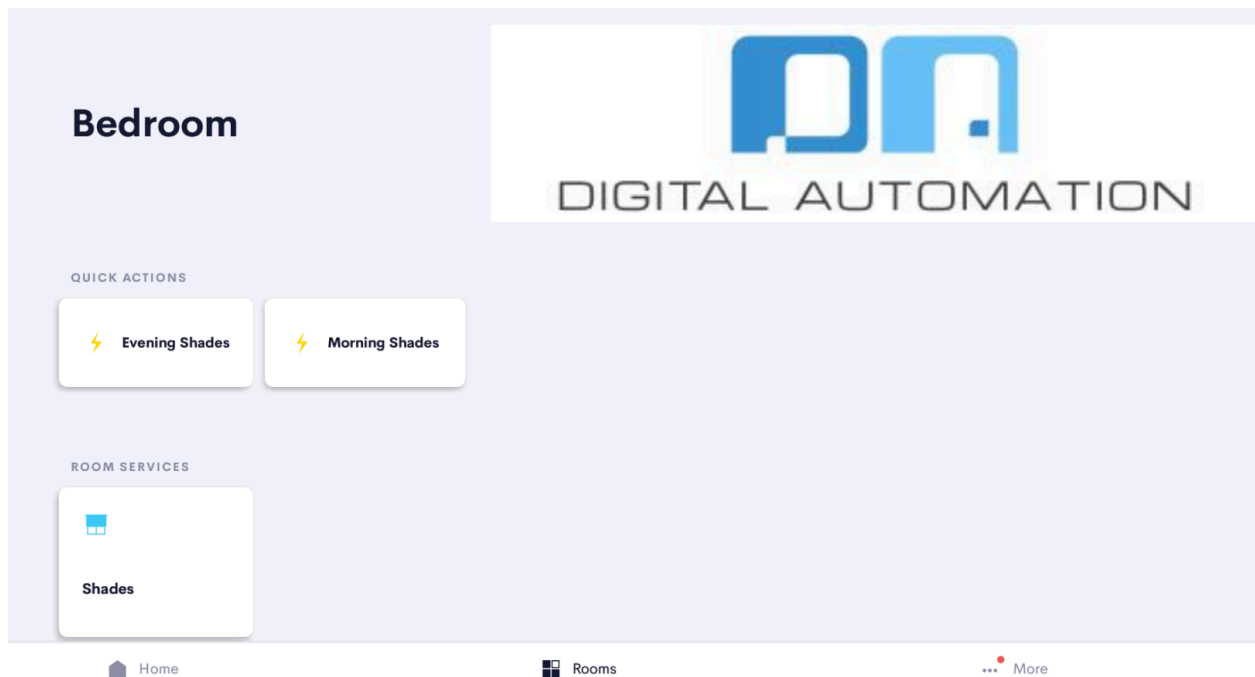 Bedroom
DIGITAL AUTOMATION
QUICK ACTIONS
Evening Shades
Morning Shades
ROOM SERVICES
Shades
Home
Rooms
More